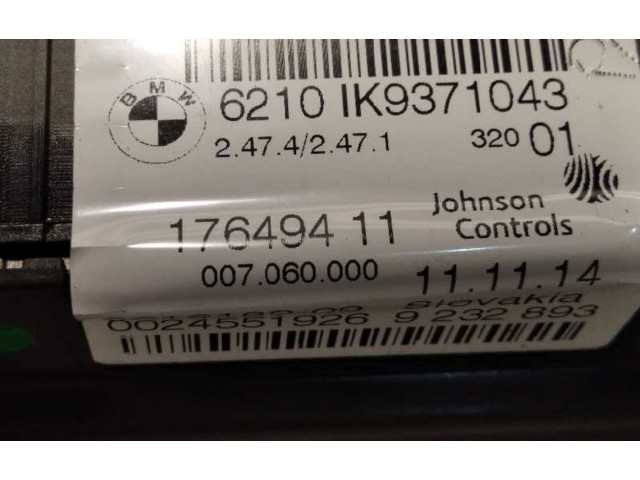 BMW
6210 IK9371043
2.47.4/2.47.1 320 01
Johnson
Controls
176494 11
007.060.000 11.11.14
Slovakia
0024551926 9 232 893